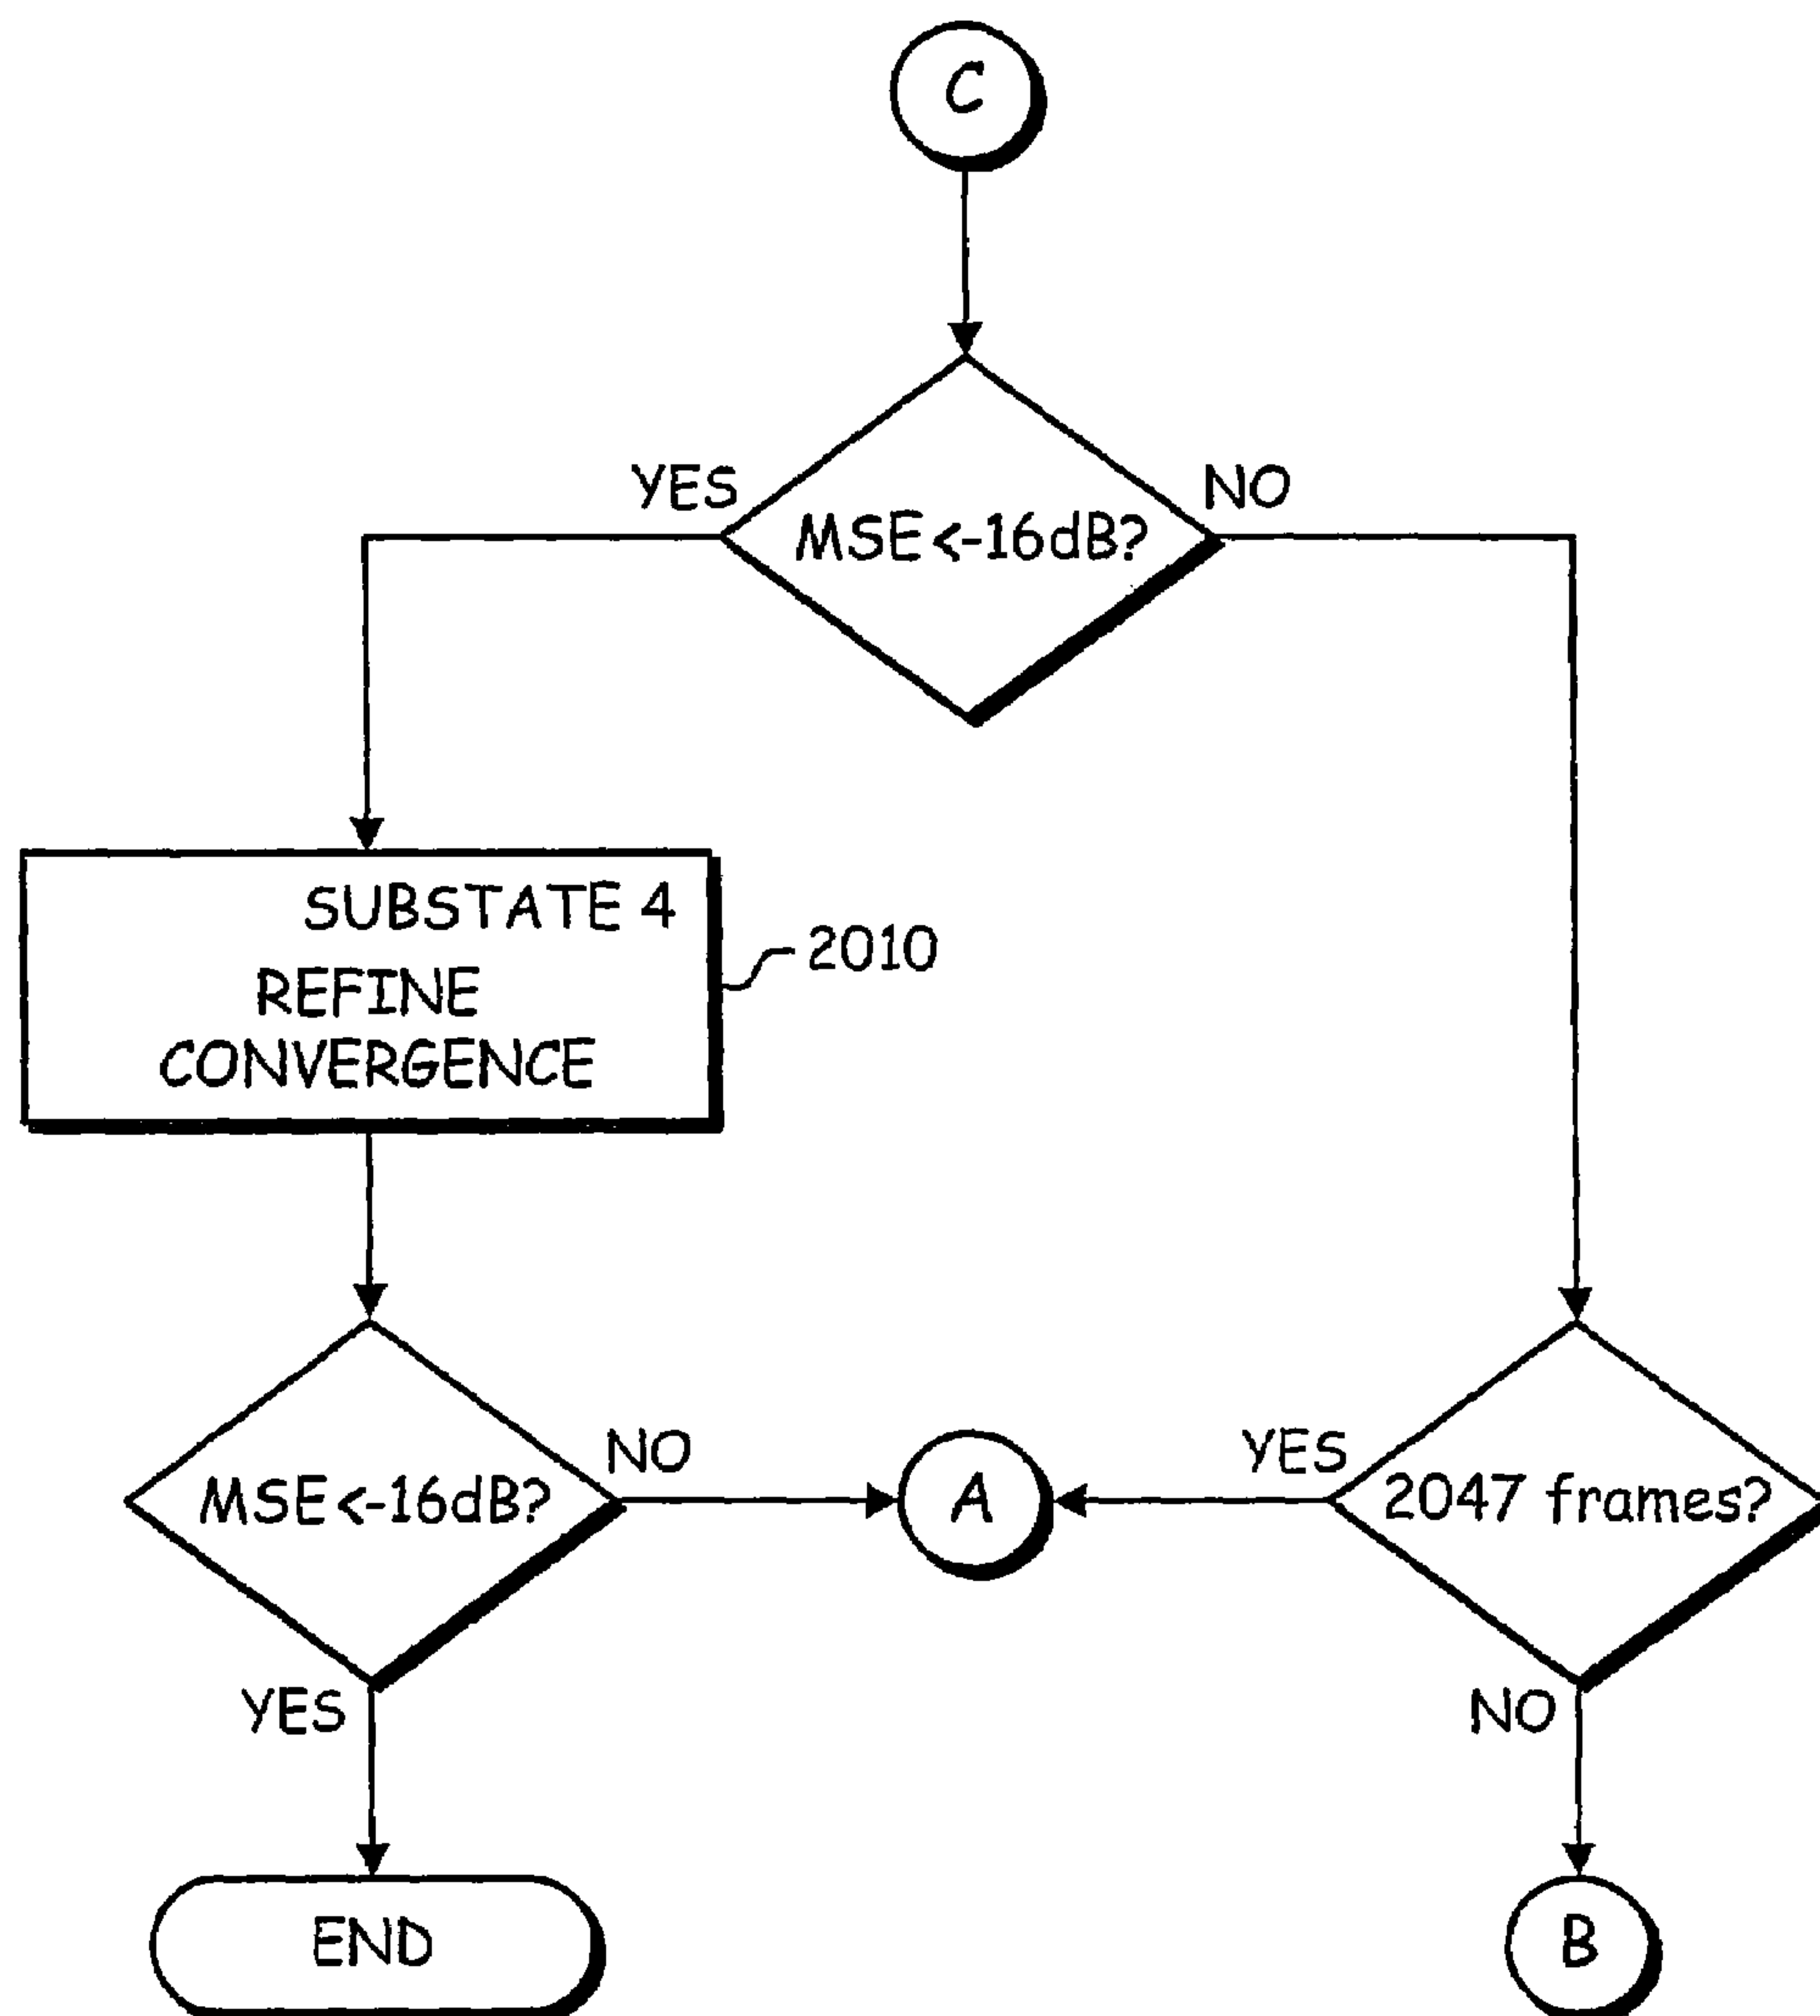 C
YES
NO
MSE<-16dB?
SUBSTATE 4
REFINE
CONVERGENCE
2010
NO
YES
MSE<-16dB?
A
2047 frames?
YES
NO
END
B